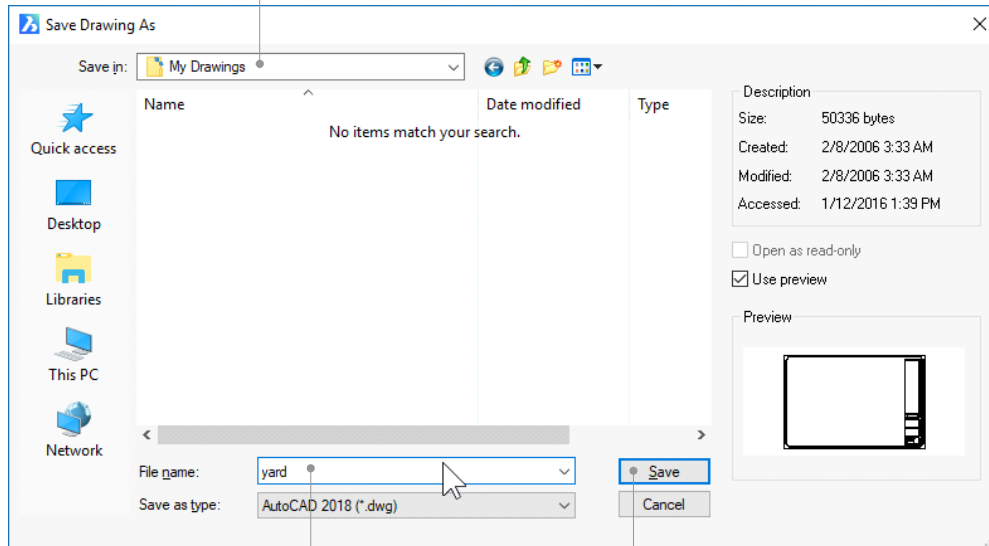 Save Drawing As
Save in: My Drawings
Name Date modified Type
No items match your search.
Quick access
Desktop
Libraries
This PC
Network
File name: yard Save
Save as type: AutoCAD 2018 (*.dwg) Cancel
Description
Size: 50336 bytes
Created: 2/8/2006 3:33 AM
Modified: 2/8/2006 3:33 AM
Accessed: 1/12/2016 1:39 PM
Open as read-only
Use preview
Preview